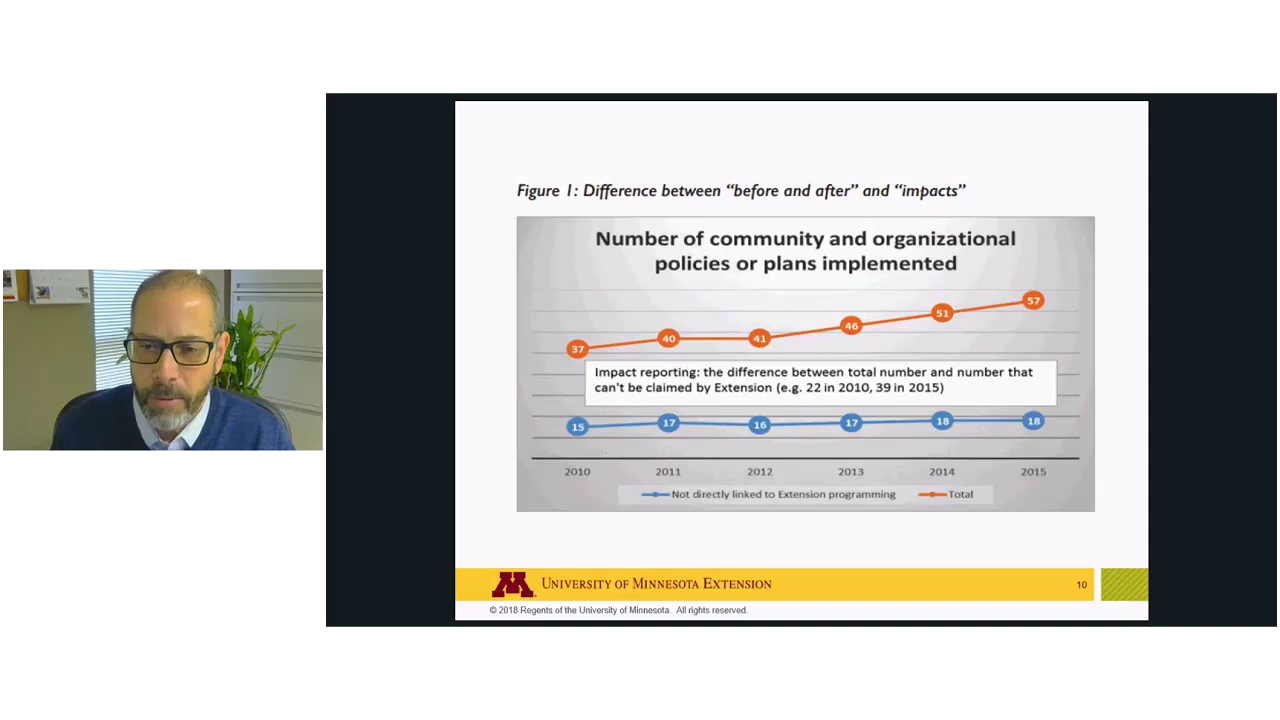 Figure 1: Difference between “before and after” and “impacts”
Number of community and organizational
policies or plans implemented
57
51
46
41
40
37
Impact reporting: the difference between total number and number that
can't be claimed by Extension (e.g. 22 in 2010, 39 in 2015)
15
17
16
17
18
18
2010
2011
2012
2013
2014
2015
Not directly linked to Extension programming
Total
UNIVERSITY OF MINNESOTA EXTENSION
10
© 2018 Regents of the University of Minnesota. All rights reserved.